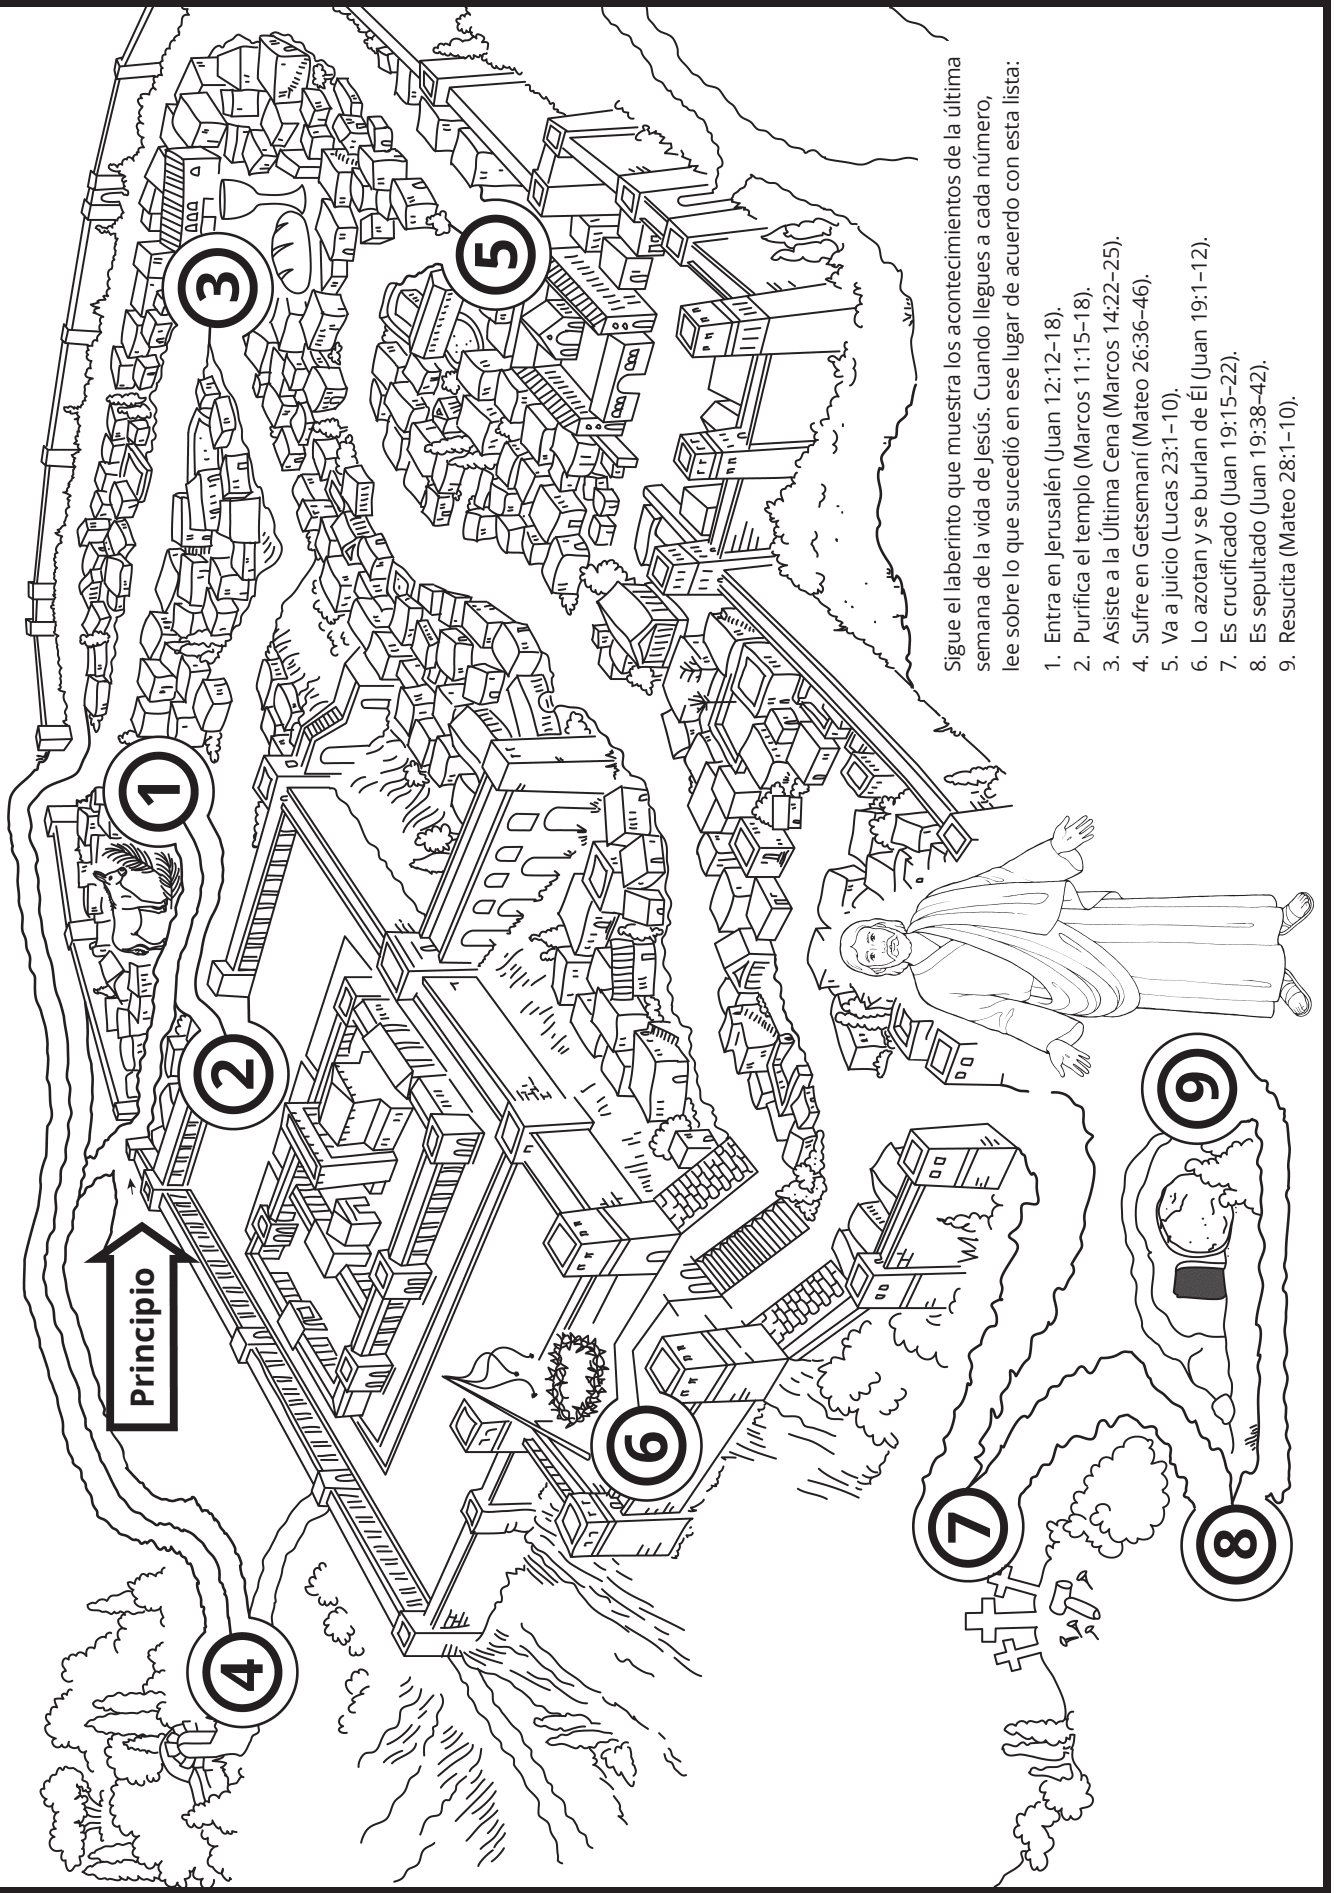 Sigue el laberinto que muestra los acontecimientos de la última
semana de la vida de Jesús. Cuando llegues a cada número,
lee sobre lo que sucedió en ese lugar de acuerdo con esta lista:
1. Entra en Jerusalén (Juan 12:12–18).
2. Purifica el templo (Marcos 11:15–18).
3. Asiste a la Última Cena (Marcos 14:22–25).
4. Sufre en Getsemaní (Mateo 26:36–46).
5. Va a juicio (Lucas 23:1–10).
6. Lo azotan y se burlan de Él (Juan 19:1–12).
7. Es crucificado (Juan 19:15–22).
8. Es sepultado (Juan 19:38–42).
9. Resucita (Mateo 28:1–10).
Principio
1
2
3
4
5
6
7
8
9